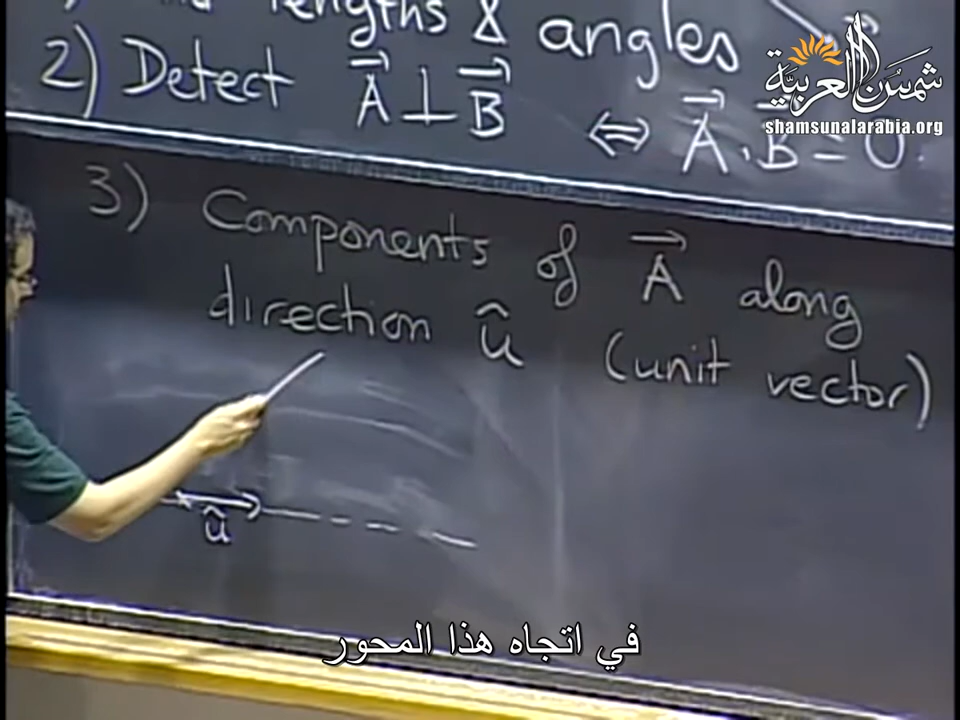 lengths & angles
2) Detect A⃗ ⊥ B⃗ ⇔ A⃗ · B⃗ = 0.
3) Components of A⃗ along
direction û (unit vector)
û
في اتجاه هذا المحور
شمس العربية
shamsunalarabia.org